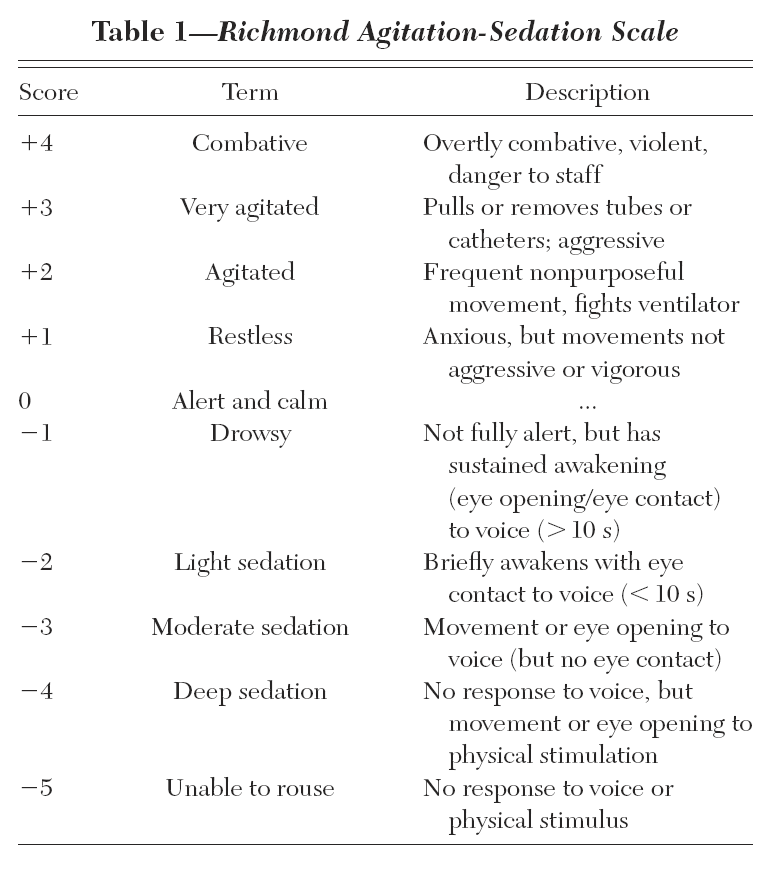 Table 1—Richmond Agitation-Sedation Scale
Score Term Description
+4 Combative Overtly combative, violent,
danger to staff
+3 Very agitated Pulls or removes tubes or
catheters; aggressive
+2 Agitated Frequent nonpurposeful
movement, fights ventilator
+1 Restless Anxious, but movements not
aggressive or vigorous
0 Alert and calm ...
−1 Drowsy Not fully alert, but has
sustained awakening
(eye opening/eye contact)
to voice (> 10 s)
−2 Light sedation Briefly awakens with eye
contact to voice (< 10 s)
−3 Moderate sedation Movement or eye opening to
voice (but no eye contact)
−4 Deep sedation No response to voice, but
movement or eye opening to
physical stimulation
−5 Unable to rouse No response to voice or
physical stimulus